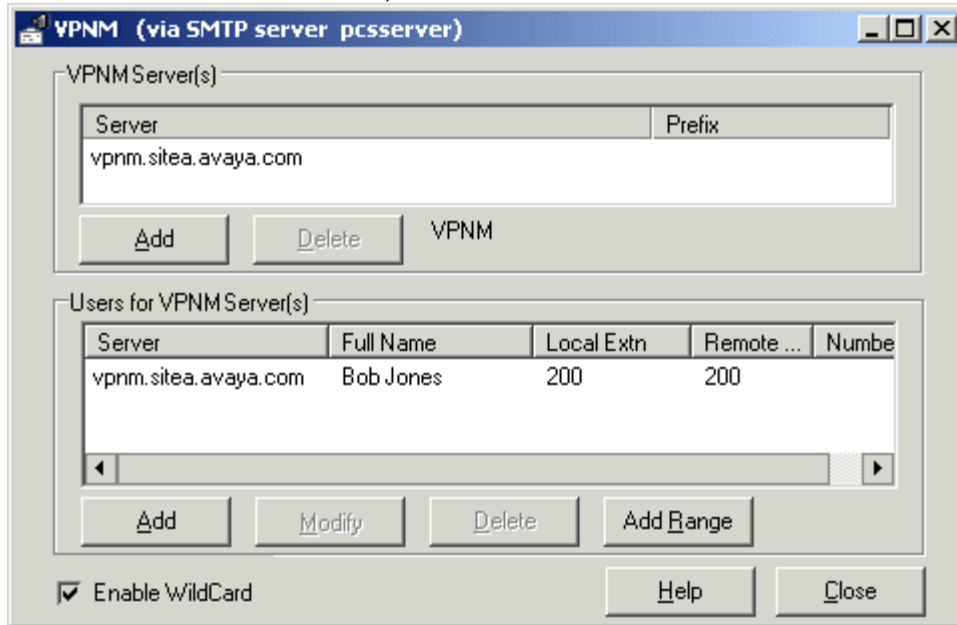 VPNM (via SMTP server pcsserver)
VPNM Server(s)
Server Prefix
vpnm.sitea.avaya.com
Add Delete VPNM
Users for VPNM Server(s)
Server Full Name Local Extn Remote ... Numbe
vpnm.sitea.avaya.com Bob Jones 200 200
Add Modify Delete Add Range
Enable WildCard Help Close